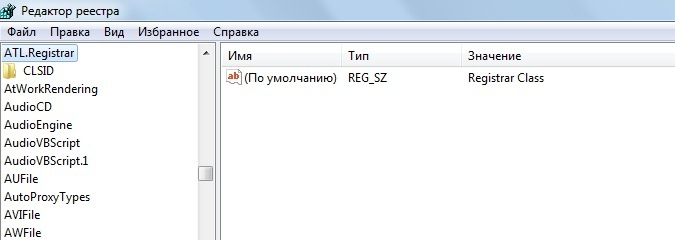 Редактор реестра
Файл Правка Вид Избранное Справка
ATL.Registrar
CLSID
AtWorkRendering
AudioCD
AudioEngine
AudioVBScript
AudioVBScript.1
AUFile
AutoProxyTypes
AVIFile
AWFile
Имя Тип Значение
ab (По умолчанию) REG_SZ Registrar Class